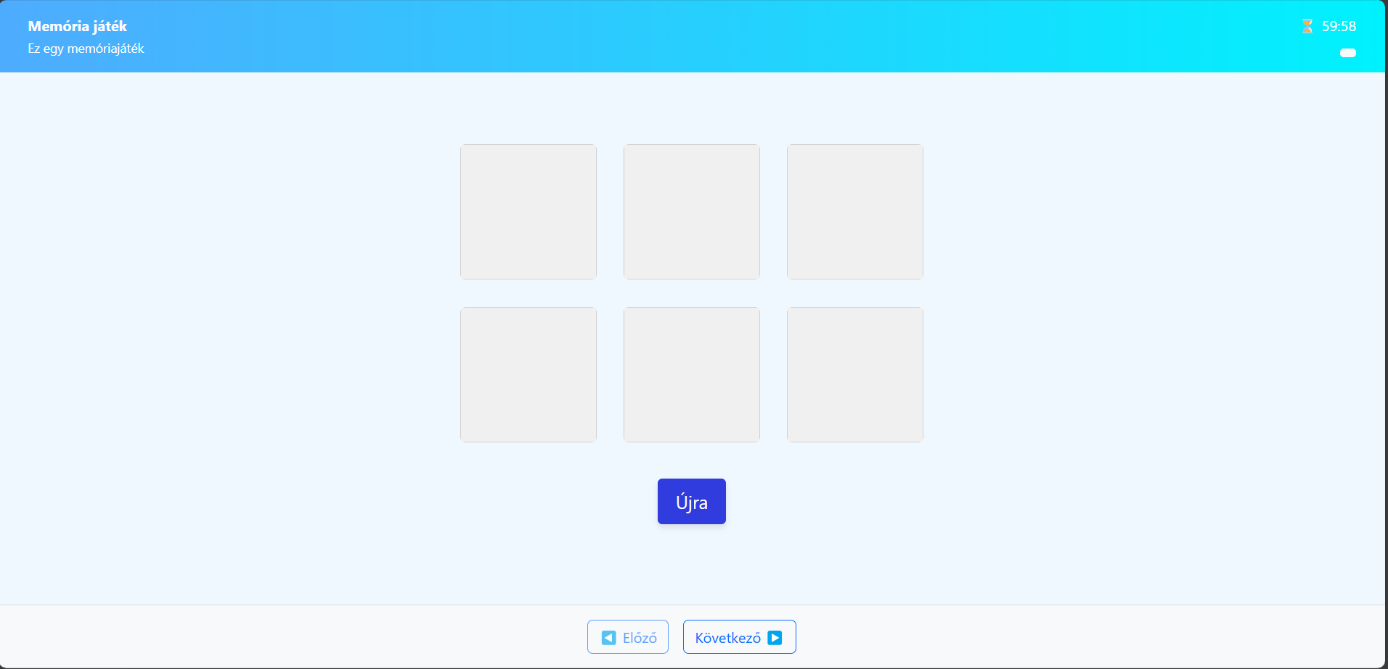 Memória játék
Ez egy memóriajáték
59:58
Újra
Előző
Következő